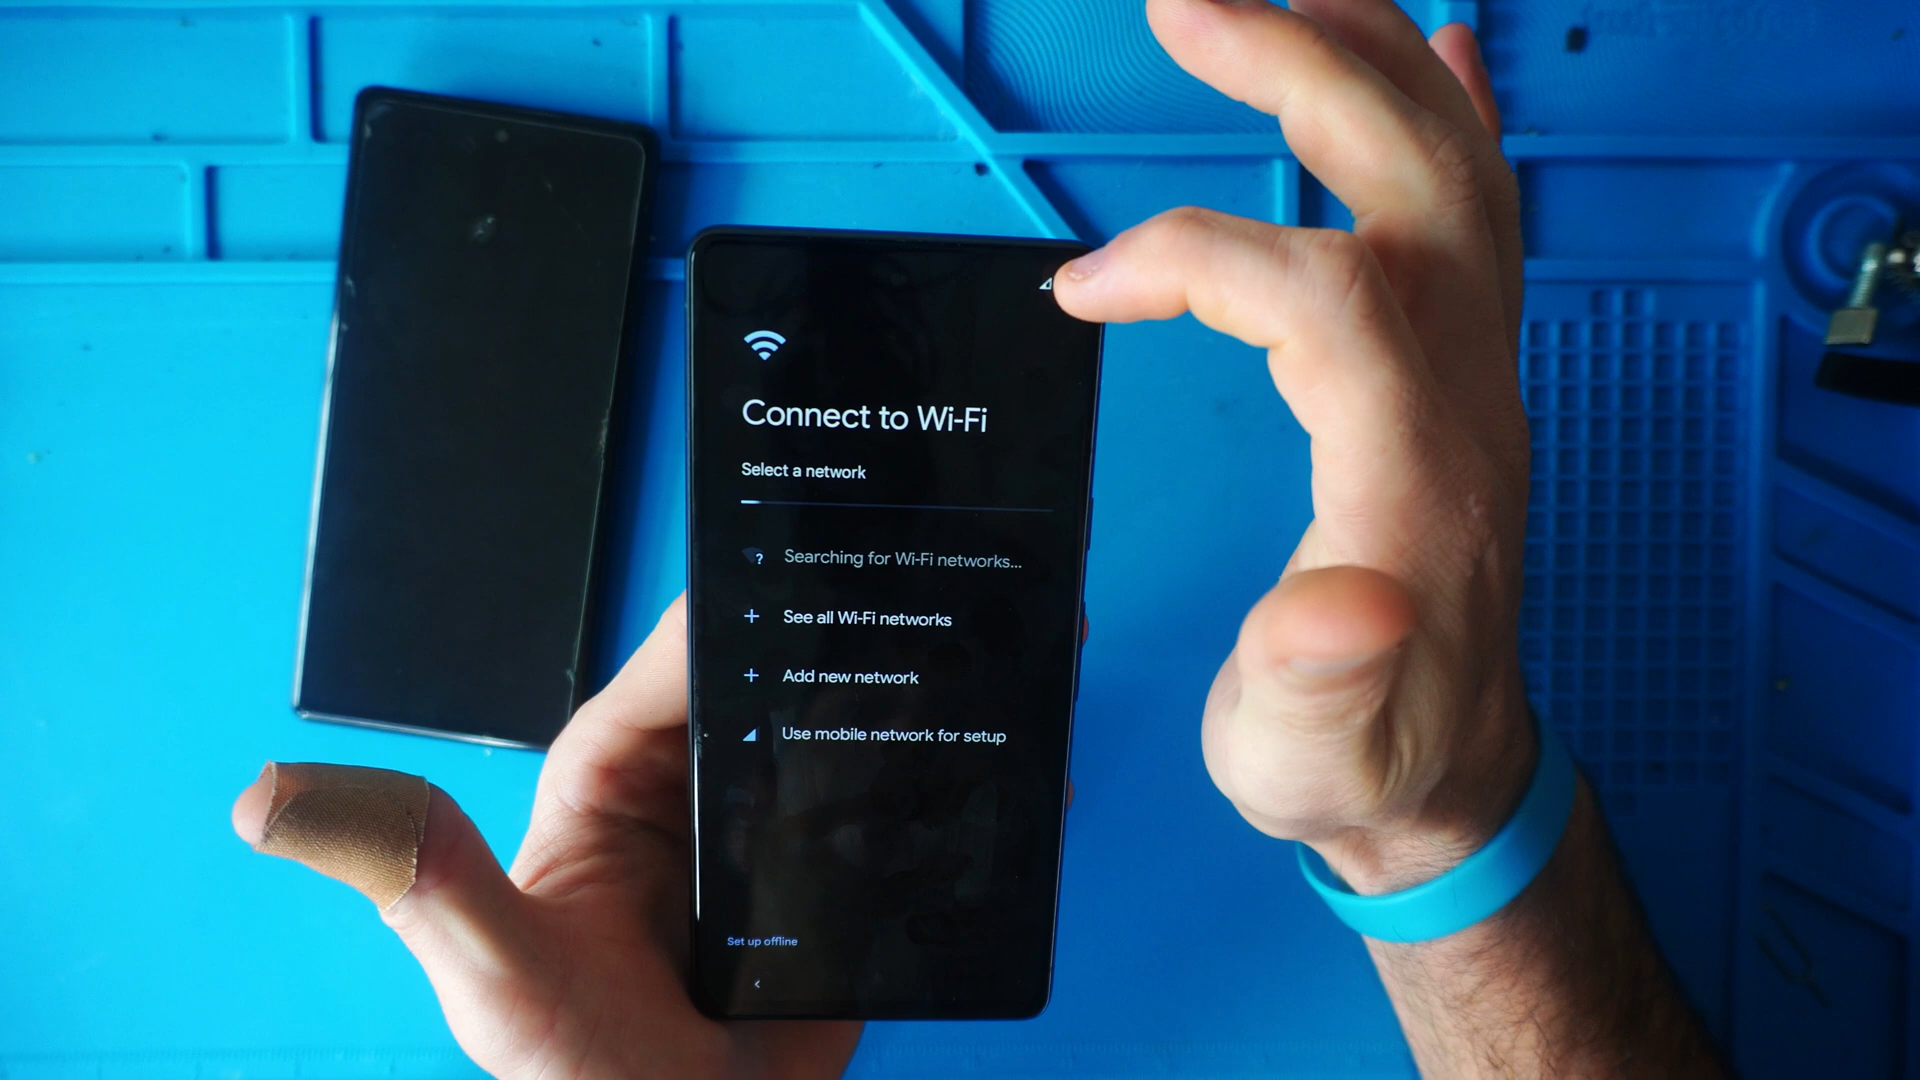 Connect to Wi-Fi
Select a network
Searching for Wi-Fi networks...
See all Wi-Fi networks
Add new network
Use mobile network for setup
Set up offline